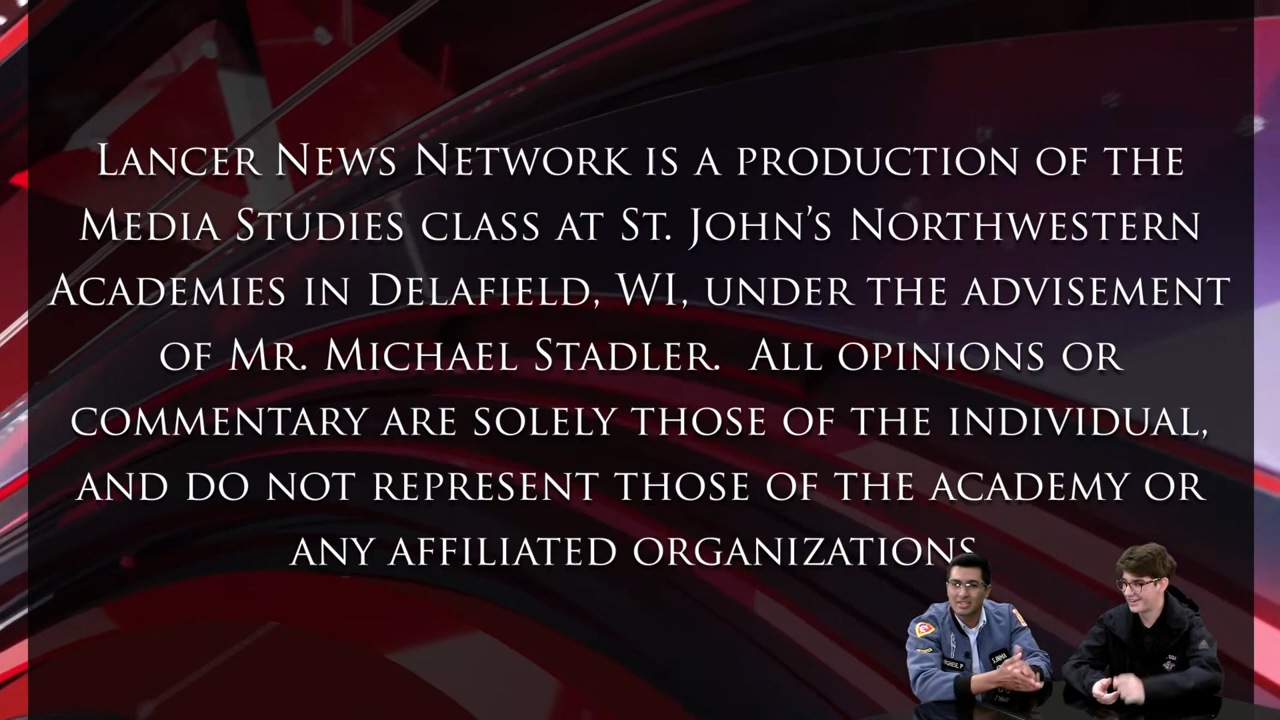 Lancer News Network is a production of the
Media Studies class at St. John's Northwestern
Academies in Delafield, WI, under the advisement
of Mr. Michael Stadler.  All opinions or
commentary are solely those of the individual,
and do not represent those of the academy or
any affiliated organizations